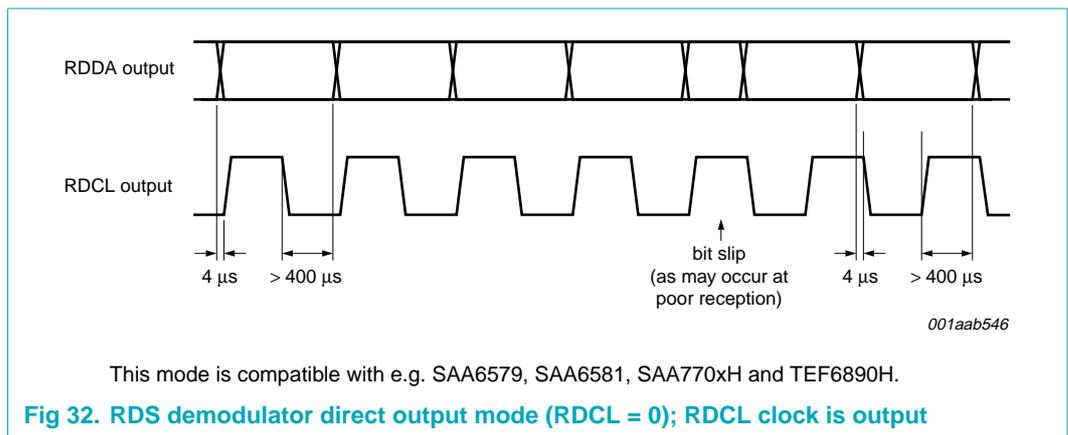 RDDA output
RDCL output
4 μs
> 400 μs
bit slip
(as may occur at
poor reception)
4 μs
> 400 μs
001aab546
This mode is compatible with e.g. SAA6579, SAA6581, SAA770xH and TEF6890H.
Fig 32. RDS demodulator direct output mode (RDCL = 0); RDCL clock is output